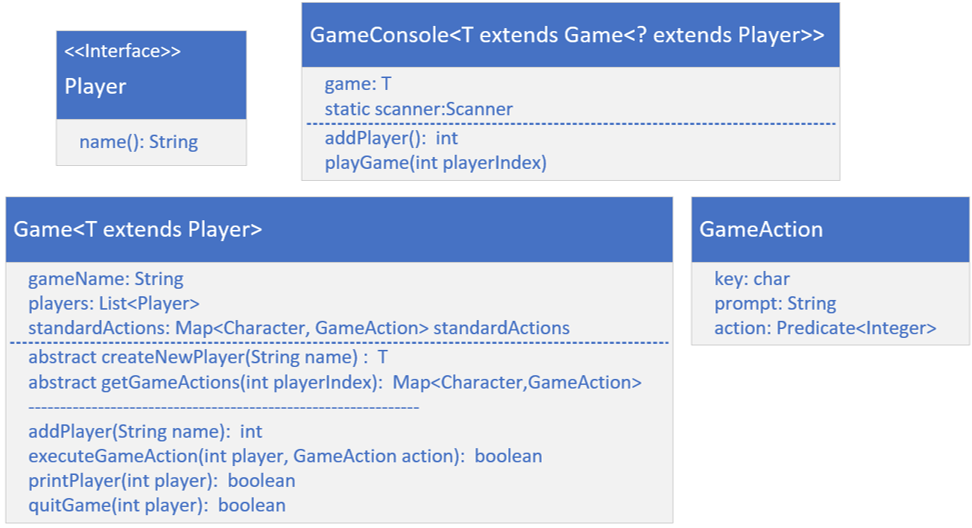 <<Interface>>
Player
name(): String
GameConsole<T extends Game<? extends Player>>
game: T
static scanner:Scanner
addPlayer(): int
playGame(int playerIndex)
Game<T extends Player>
gameName: String
players: List<Player>
standardActions: Map<Character, GameAction> standardActions
abstract createNewPlayer(String name) : T
abstract getGameActions(int playerIndex): Map<Character,GameAction>
addPlayer(String name): int
executeGameAction(int player, GameAction action): boolean
printPlayer(int player): boolean
quitGame(int player): boolean
GameAction
key: char
prompt: String
action: Predicate<Integer>